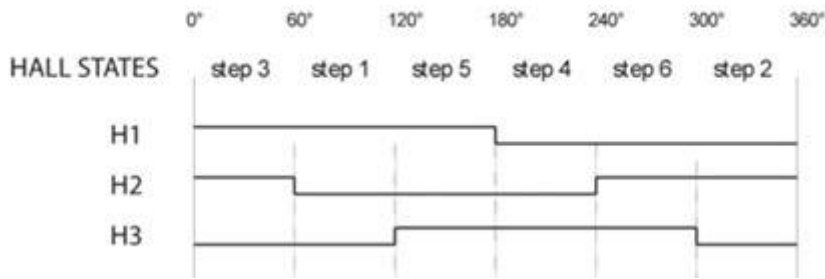 0° 60° 120° 180° 240° 300° 360°
HALL STATES step 3 step 1 step 5 step 4 step 6 step 2
H1
H2
H3